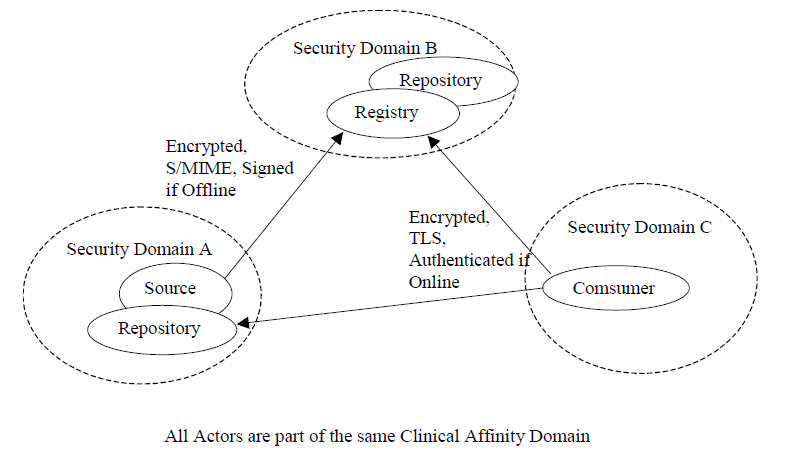 Security Domain B
Repository
Registry
Encrypted,
S/MIME, Signed
if Offline
Encrypted,
TLS,
Authenticated if
Online
Security Domain A
Source
Repository
Security Domain C
Comsumer
All Actors are part of the same Clinical Affinity Domain